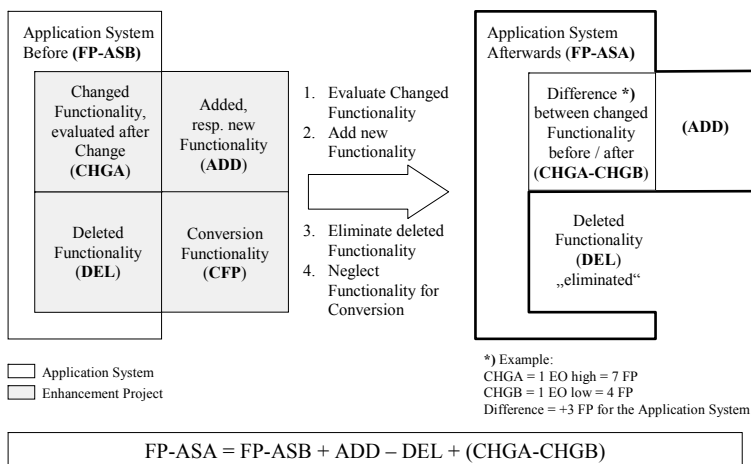 Application System
Before (FP-ASB)
Changed
Functionality,
evaluated after
Change
(CHGA)
Added,
resp. new
Functionality
(ADD)
Deleted
Functionality
(DEL)
Conversion
Functionality
(CFP)
1. Evaluate Changed
Functionality
2. Add new
Functionality
3. Eliminate deleted
Functionality
4. Neglect
Functionality for
Conversion
Application System
Afterwards (FP-ASA)
Difference *)
between changed
Functionality
before / after
(CHGA-CHGB)
(ADD)
Deleted
Functionality
(DEL)
„eliminated“
Application System
Enhancement Project
*) Example:
CHGA = 1 EO high = 7 FP
CHGB = 1 EO low = 4 FP
Difference = +3 FP for the Application System
FP-ASA = FP-ASB + ADD – DEL + (CHGA-CHGB)